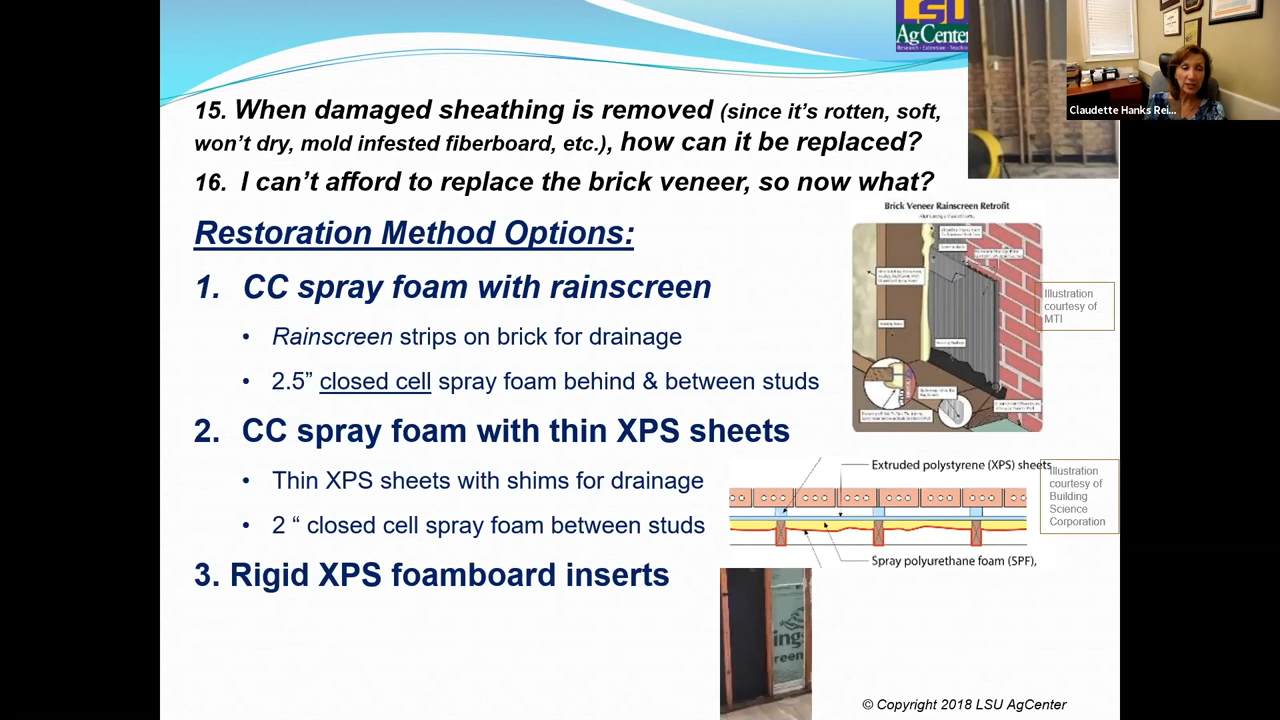 LSU
AgCenter
Research · Extension · Teaching
Claudette Hanks Rei...
15. When damaged sheathing is removed (since it’s rotten, soft,
won’t dry, mold infested fiberboard, etc.), how can it be replaced?
16. I can’t afford to replace the brick veneer, so now what?
Restoration Method Options:
1. CC spray foam with rainscreen
• Rainscreen strips on brick for drainage
• 2.5” closed cell spray foam behind & between studs
2. CC spray foam with thin XPS sheets
• Thin XPS sheets with shims for drainage
• 2 “ closed cell spray foam between studs
3. Rigid XPS foamboard inserts
Brick Veneer Rainscreen Retrofit
Illustration
courtesy of
MTI
Extruded polystyrene (XPS) sheets
Illustration
courtesy of
Building
Science
Corporation
Spray polyurethane foam (SPF),
ings
reen
© Copyright 2018 LSU AgCenter